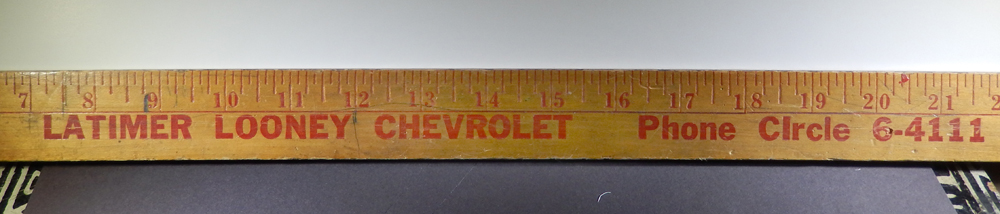 7 8 9 10 11 12 13 14 15 16 17 18 19 20 21 2
LATIMER LOONEY CHEVROLET Phone CIrcle 6-4111